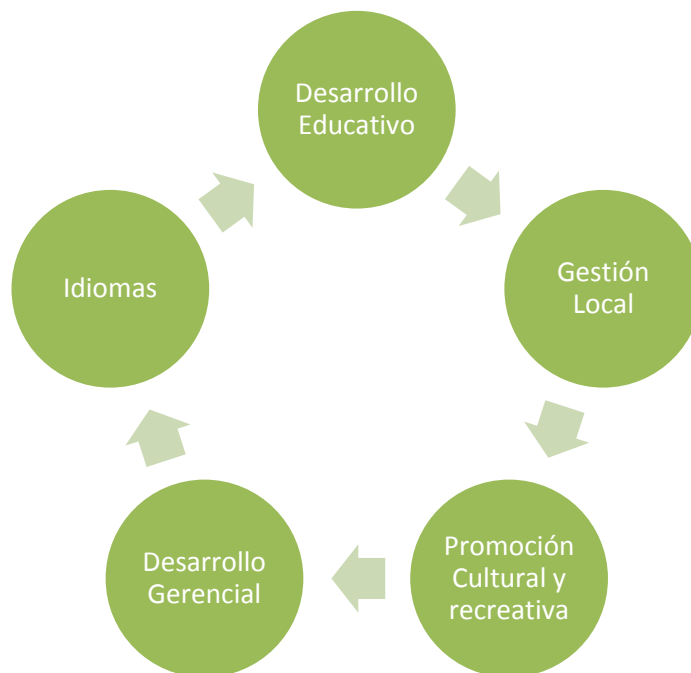 Desarrollo
Educativo
Gestión
Local
Promoción
Cultural y
recreativa
Desarrollo
Gerencial
Idiomas